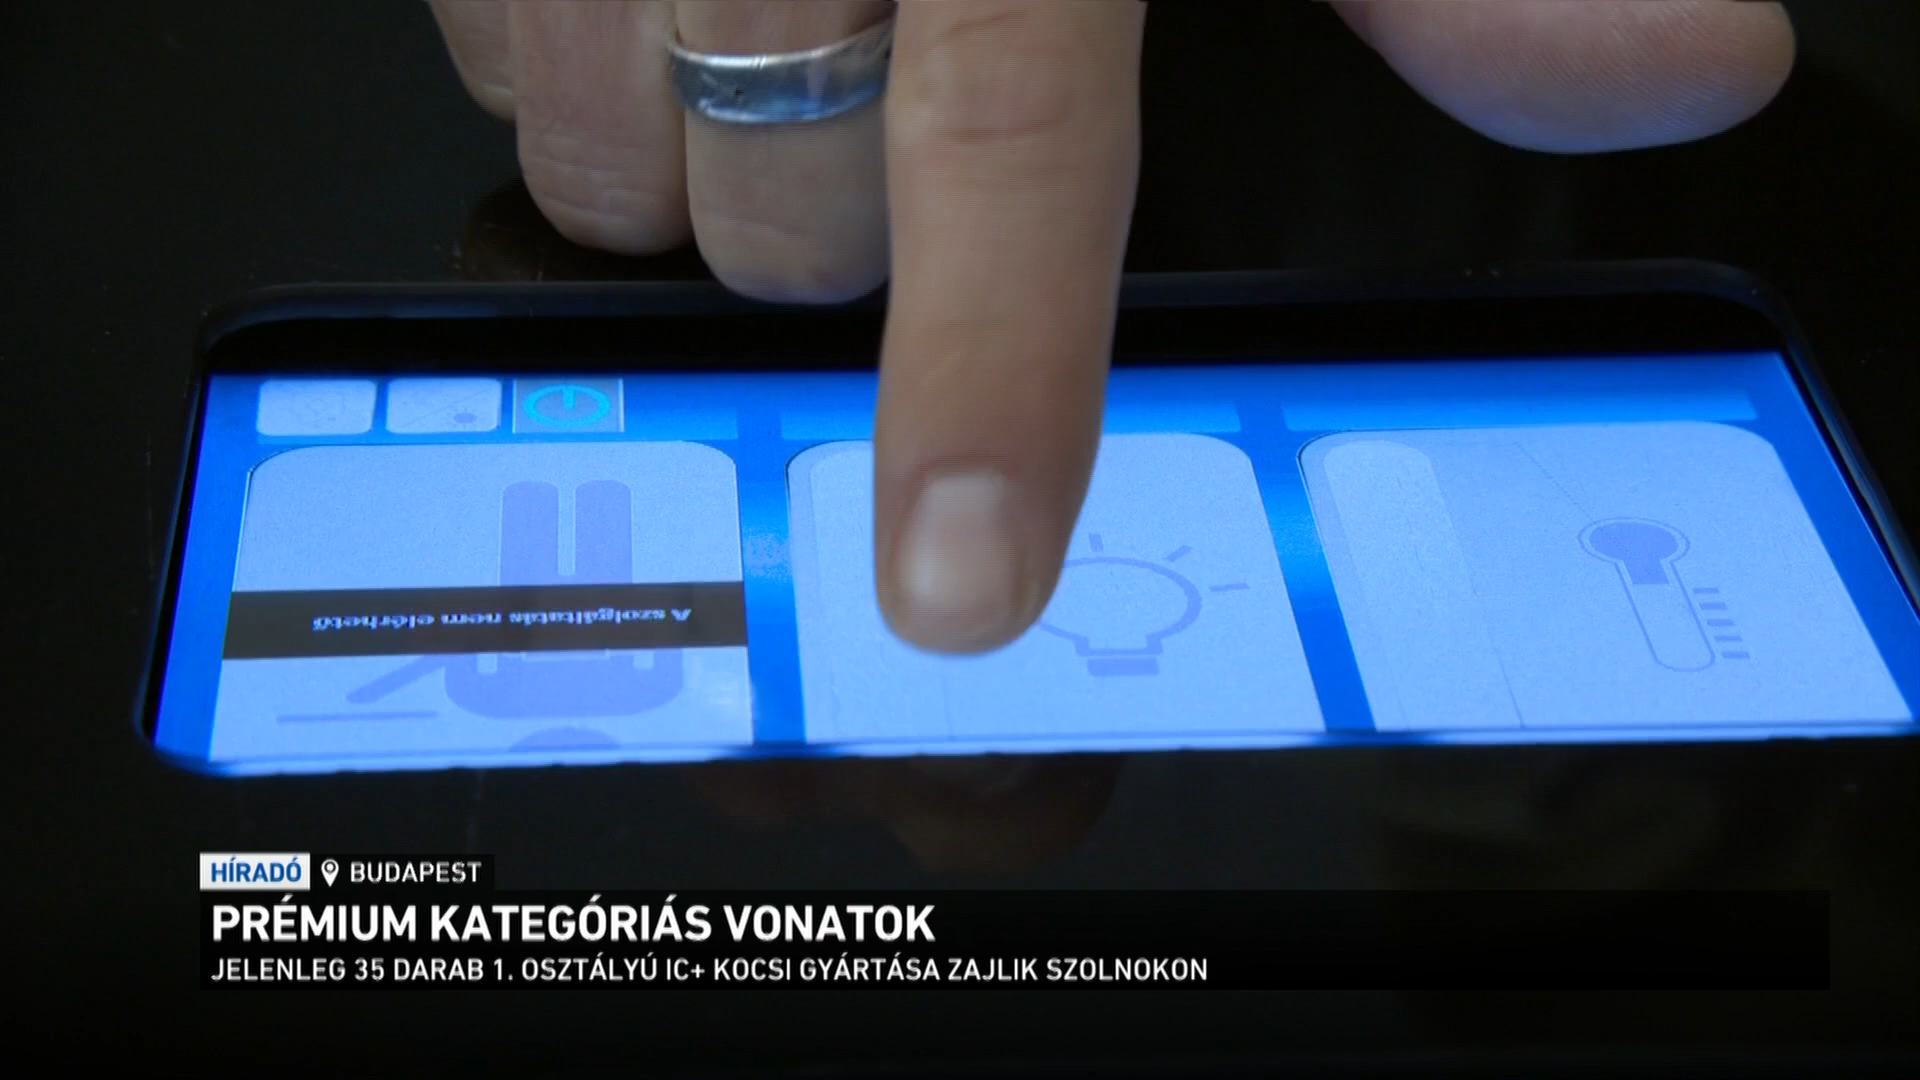 A szolgáltatás nem elérhető
HÍRADÓ BUDAPEST
PRÉMIUM KATEGÓRIÁS VONATOK
JELENLEG 35 DARAB 1. OSZTÁLYÚ IC+ KOCSI GYÁRTÁSA ZAJLIK SZOLNOKON